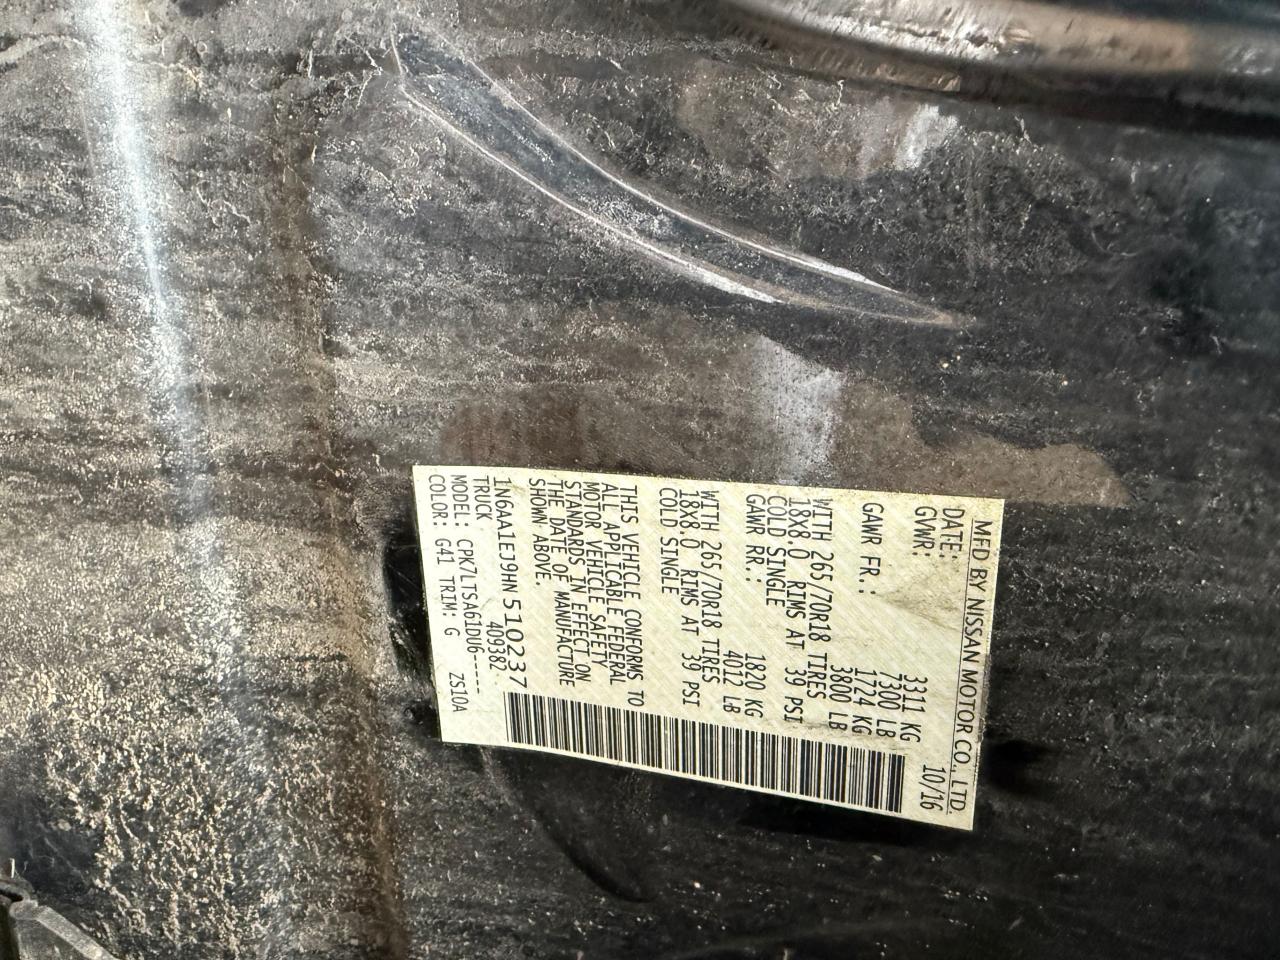 MFD BY NISSAN MOTOR CO., LTD.
DATE: 10/16
GVWR: 3311 KG
7300 LB
GAWR FR.: 1724 KG
3800 LB
WITH 265/70R18 TIRES
18X8.0 RIMS AT 39 PSI
COLD SINGLE
GAWR RR.: 1820 KG
4012 LB
WITH 265/70R18 TIRES
18X8.0 RIMS AT 39 PSI
COLD SINGLE
THIS VEHICLE CONFORMS TO
ALL APPLICABLE FEDERAL
MOTOR VEHICLE SAFETY
STANDARDS IN EFFECT ON
THE DATE OF MANUFACTURE
SHOWN ABOVE.
1N6AA1EJ9HN510237
TRUCK 409382
MODEL: CPK7LTSA61DU6-----
COLOR: G41 TRIM: G ZS10A